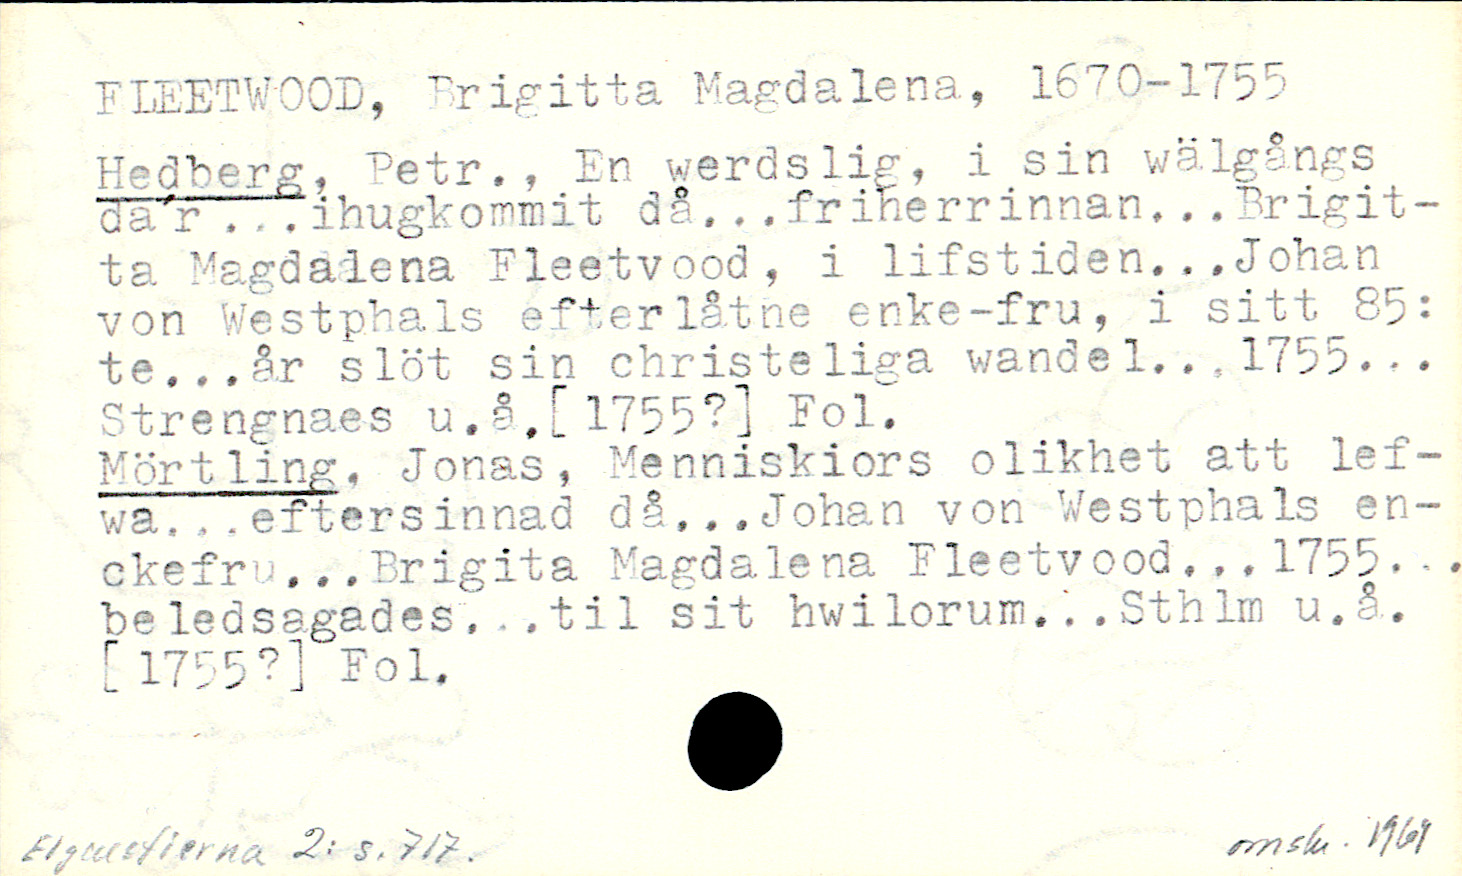 FLEETWOOD, Brigitta Magdalena, 1670-1755
Hedberg, Petr., En werdslig, i sin wälgångs
da'r...ihugkommit då...friherrinnan...Brigit-
ta Magdalena Fleetvood, i lifstiden...Johan
von Westphals efterlåtne enke-fru, i sitt 85:
te...år slöt sin christeliga wandel...1755...
Strengnaes u.å.[1755?] Fol.
Mörtling, Jonas, Menniskiors olikhet att lef-
wa...eftersinnad då...Johan von Westphals en-
ckefru...Brigita Magdalena Fleetvood...1755...
beledsagades...til sit hwilorum...Sthlm u.å.
[1755?] Fol.
Elgenstierna 2: s. 717.
omskr. 1969